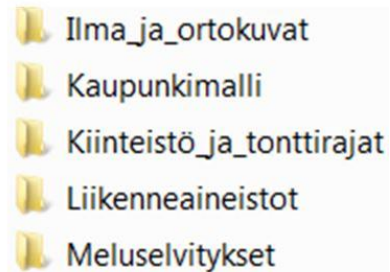 Ilma_ja_ortokuvat
Kaupunkimalli
Kiinteistö_ja_tonttirajat
Liikenneaineistot
Meluselvitykset